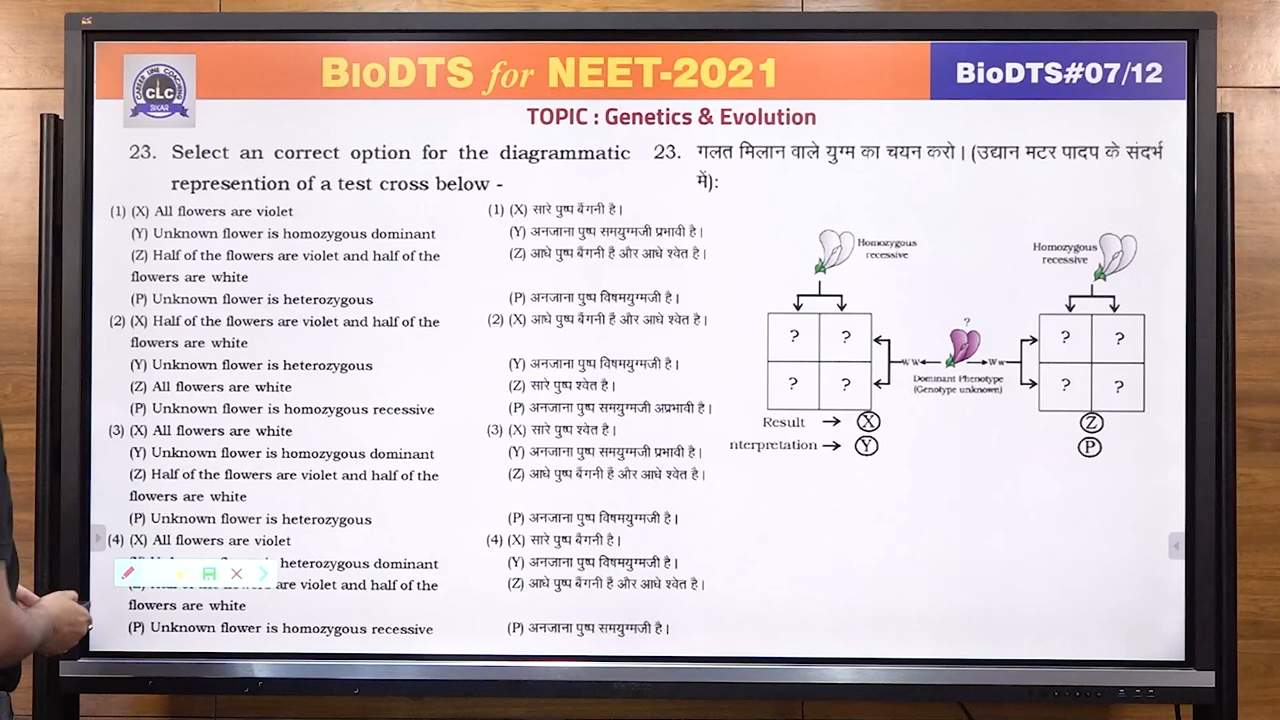 BIODTS for NEET-2021
BioDTS#07/12
CAREER LINE COACHING
CLC
SIKAR
TOPIC : Genetics & Evolution
23. Select an correct option for the diagrammatic
represention of a test cross below -
(1) (X) All flowers are violet
(Y) Unknown flower is homozygous dominant
(Z) Half of the flowers are violet and half of the
flowers are white
(P) Unknown flower is heterozygous
(2) (X) Half of the flowers are violet and half of the
flowers are white
(Y) Unknown flower is heterozygous
(Z) All flowers are white
(P) Unknown flower is homozygous recessive
(3) (X) All flowers are white
(Y) Unknown flower is homozygous dominant
(Z) Half of the flowers are violet and half of the
flowers are white
(P) Unknown flower is heterozygous
(4) (X) All flowers are violet
heterozygous dominant
are violet and half of the
flowers are white
(P) Unknown flower is homozygous recessive
23. गलत मिलान वाले युग्म का चयन करो। (उद्यान मटर पादप के संदर्भ
में):
(1) (X) सारे पुष्प बैंगनी है।
(Y) अनजाना पुष्प समयुग्मजी प्रभावी है।
(Z) आधे पुष्प बैंगनी है और आधे श्वेत है।
(P) अनजाना पुष्प विषमयुग्मजी है।
(2) (X) आधे पुष्प बैंगनी है और आधे श्वेत है।
(Y) अनजाना पुष्प विषमयुग्मजी है।
(Z) सारे पुष्प श्वेत है।
(P) अनजाना पुष्प समयुग्मजी अप्रभावी है।
(3) (X) सारे पुष्प श्वेत है।
(Y) अनजाना पुष्प समयुग्मजी प्रभावी है।
(Z) आधे पुष्प बैंगनी है और आधे श्वेत है।
(P) अनजाना पुष्प विषमयुग्मजी है।
(4) (X) सारे पुष्प बैंगनी है।
(Y) अनजाना पुष्प विषमयुग्मजी है।
(Z) आधे पुष्प बैंगनी है और आधे श्वेत है।
(P) अनजाना पुष्प समयुग्मजी है।
Homozygous
recessive
Homozygous
recessive
?
? ?
? ?
W W
W w
? ?
? ?
Dominant Phenotype
(Genotype unknown)
Result → X
Z
nterpretation → Y
P